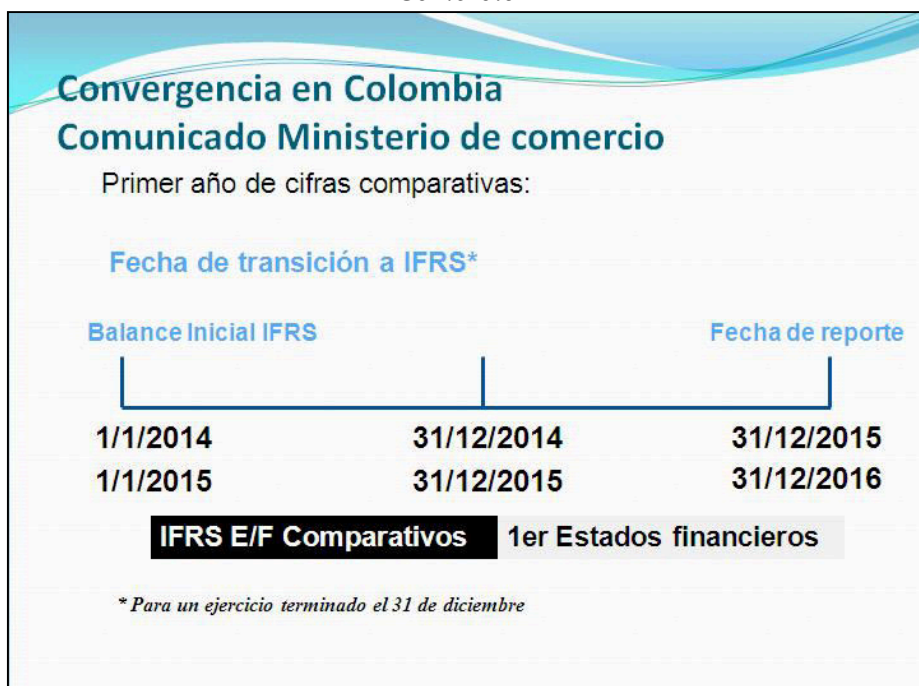 Convergencia en Colombia
Comunicado Ministerio de comercio
Primer año de cifras comparativas:
Fecha de transición a IFRS*
Balance Inicial IFRS
Fecha de reporte
1/1/2014 31/12/2014 31/12/2015
1/1/2015 31/12/2015 31/12/2016
IFRS E/F Comparativos 1er Estados financieros
* Para un ejercicio terminado el 31 de diciembre